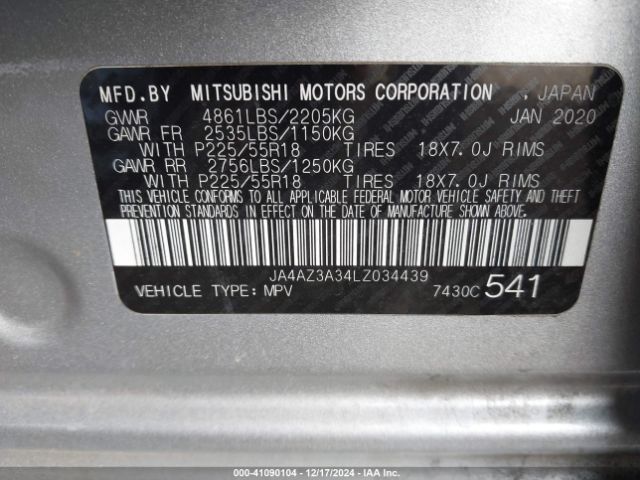 MFD.BY MITSUBISHI MOTORS CORPORATION , JAPAN
GVWR 4861LBS/2205KG JAN 2020
GAWR FR 2535LBS/1150KG
WITH P225/55R18 TIRES 18X7.0J RIMS
GAWR RR 2756LBS/1250KG
WITH P225/55R18 TIRES 18X7.0J RIMS
THIS VEHICLE CONFORMS TO ALL APPLICABLE FEDERAL MOTOR VEHICLE SAFETY AND THEFT
PREVENTION STANDARDS IN EFFECT ON THE DATE OF MANUFACTURE SHOWN ABOVE.
JA4AZ3A34LZ034439
VEHICLE TYPE: MPV 7430C 541
000-41090104 - 12/17/2024 - IAA Inc.